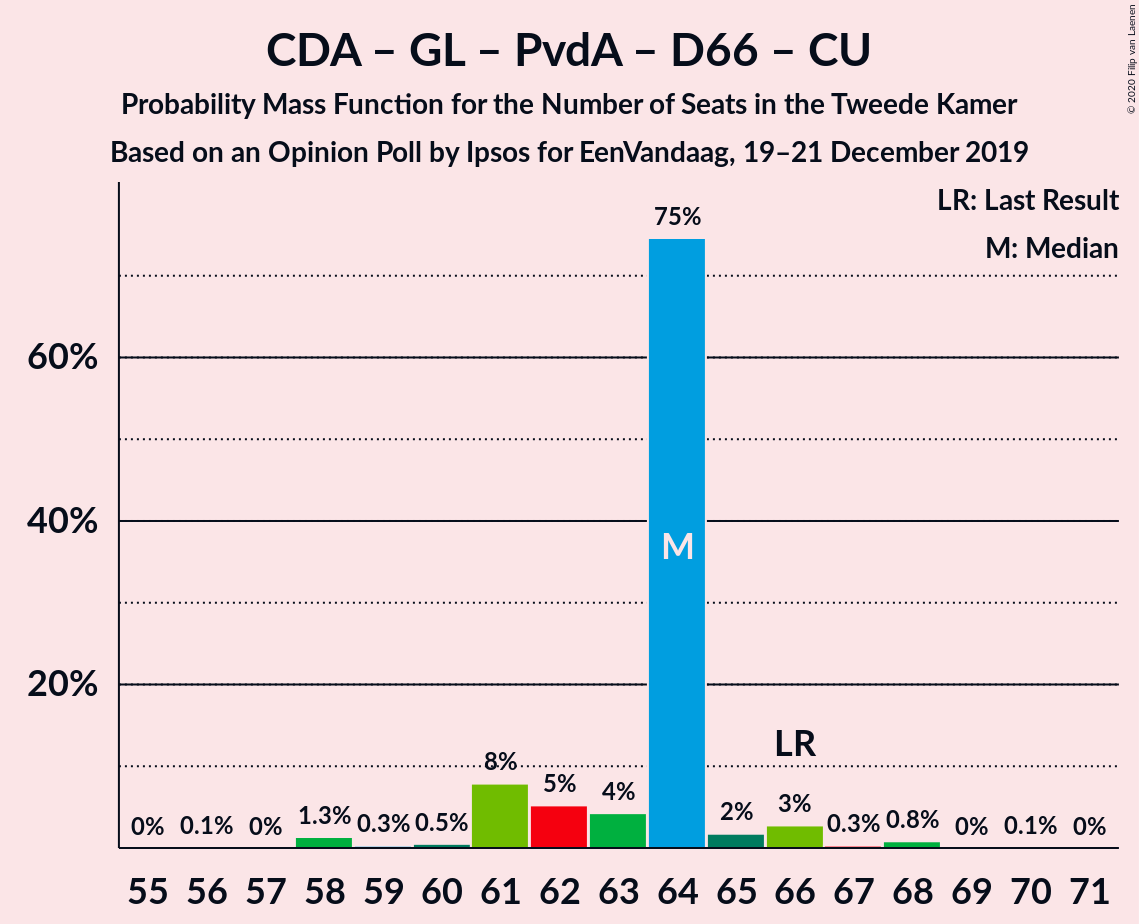 CDA – GL – PvdA – D66 – CU
Probability Mass Function for the Number of Seats in the Tweede Kamer
Based on an Opinion Poll by Ipsos for EenVandaag, 19–21 December 2019
© 2020 Filip van Laenen
LR: Last Result
M: Median
60%
40%
20%
0%
0.1%
0%
1.3%
0.3%
0.5%
8%
5%
4%
75%
M
2%
LR
3%
0.3%
0.8%
0%
0.1%
0%
55 56 57 58 59 60 61 62 63 64 65 66 67 68 69 70 71